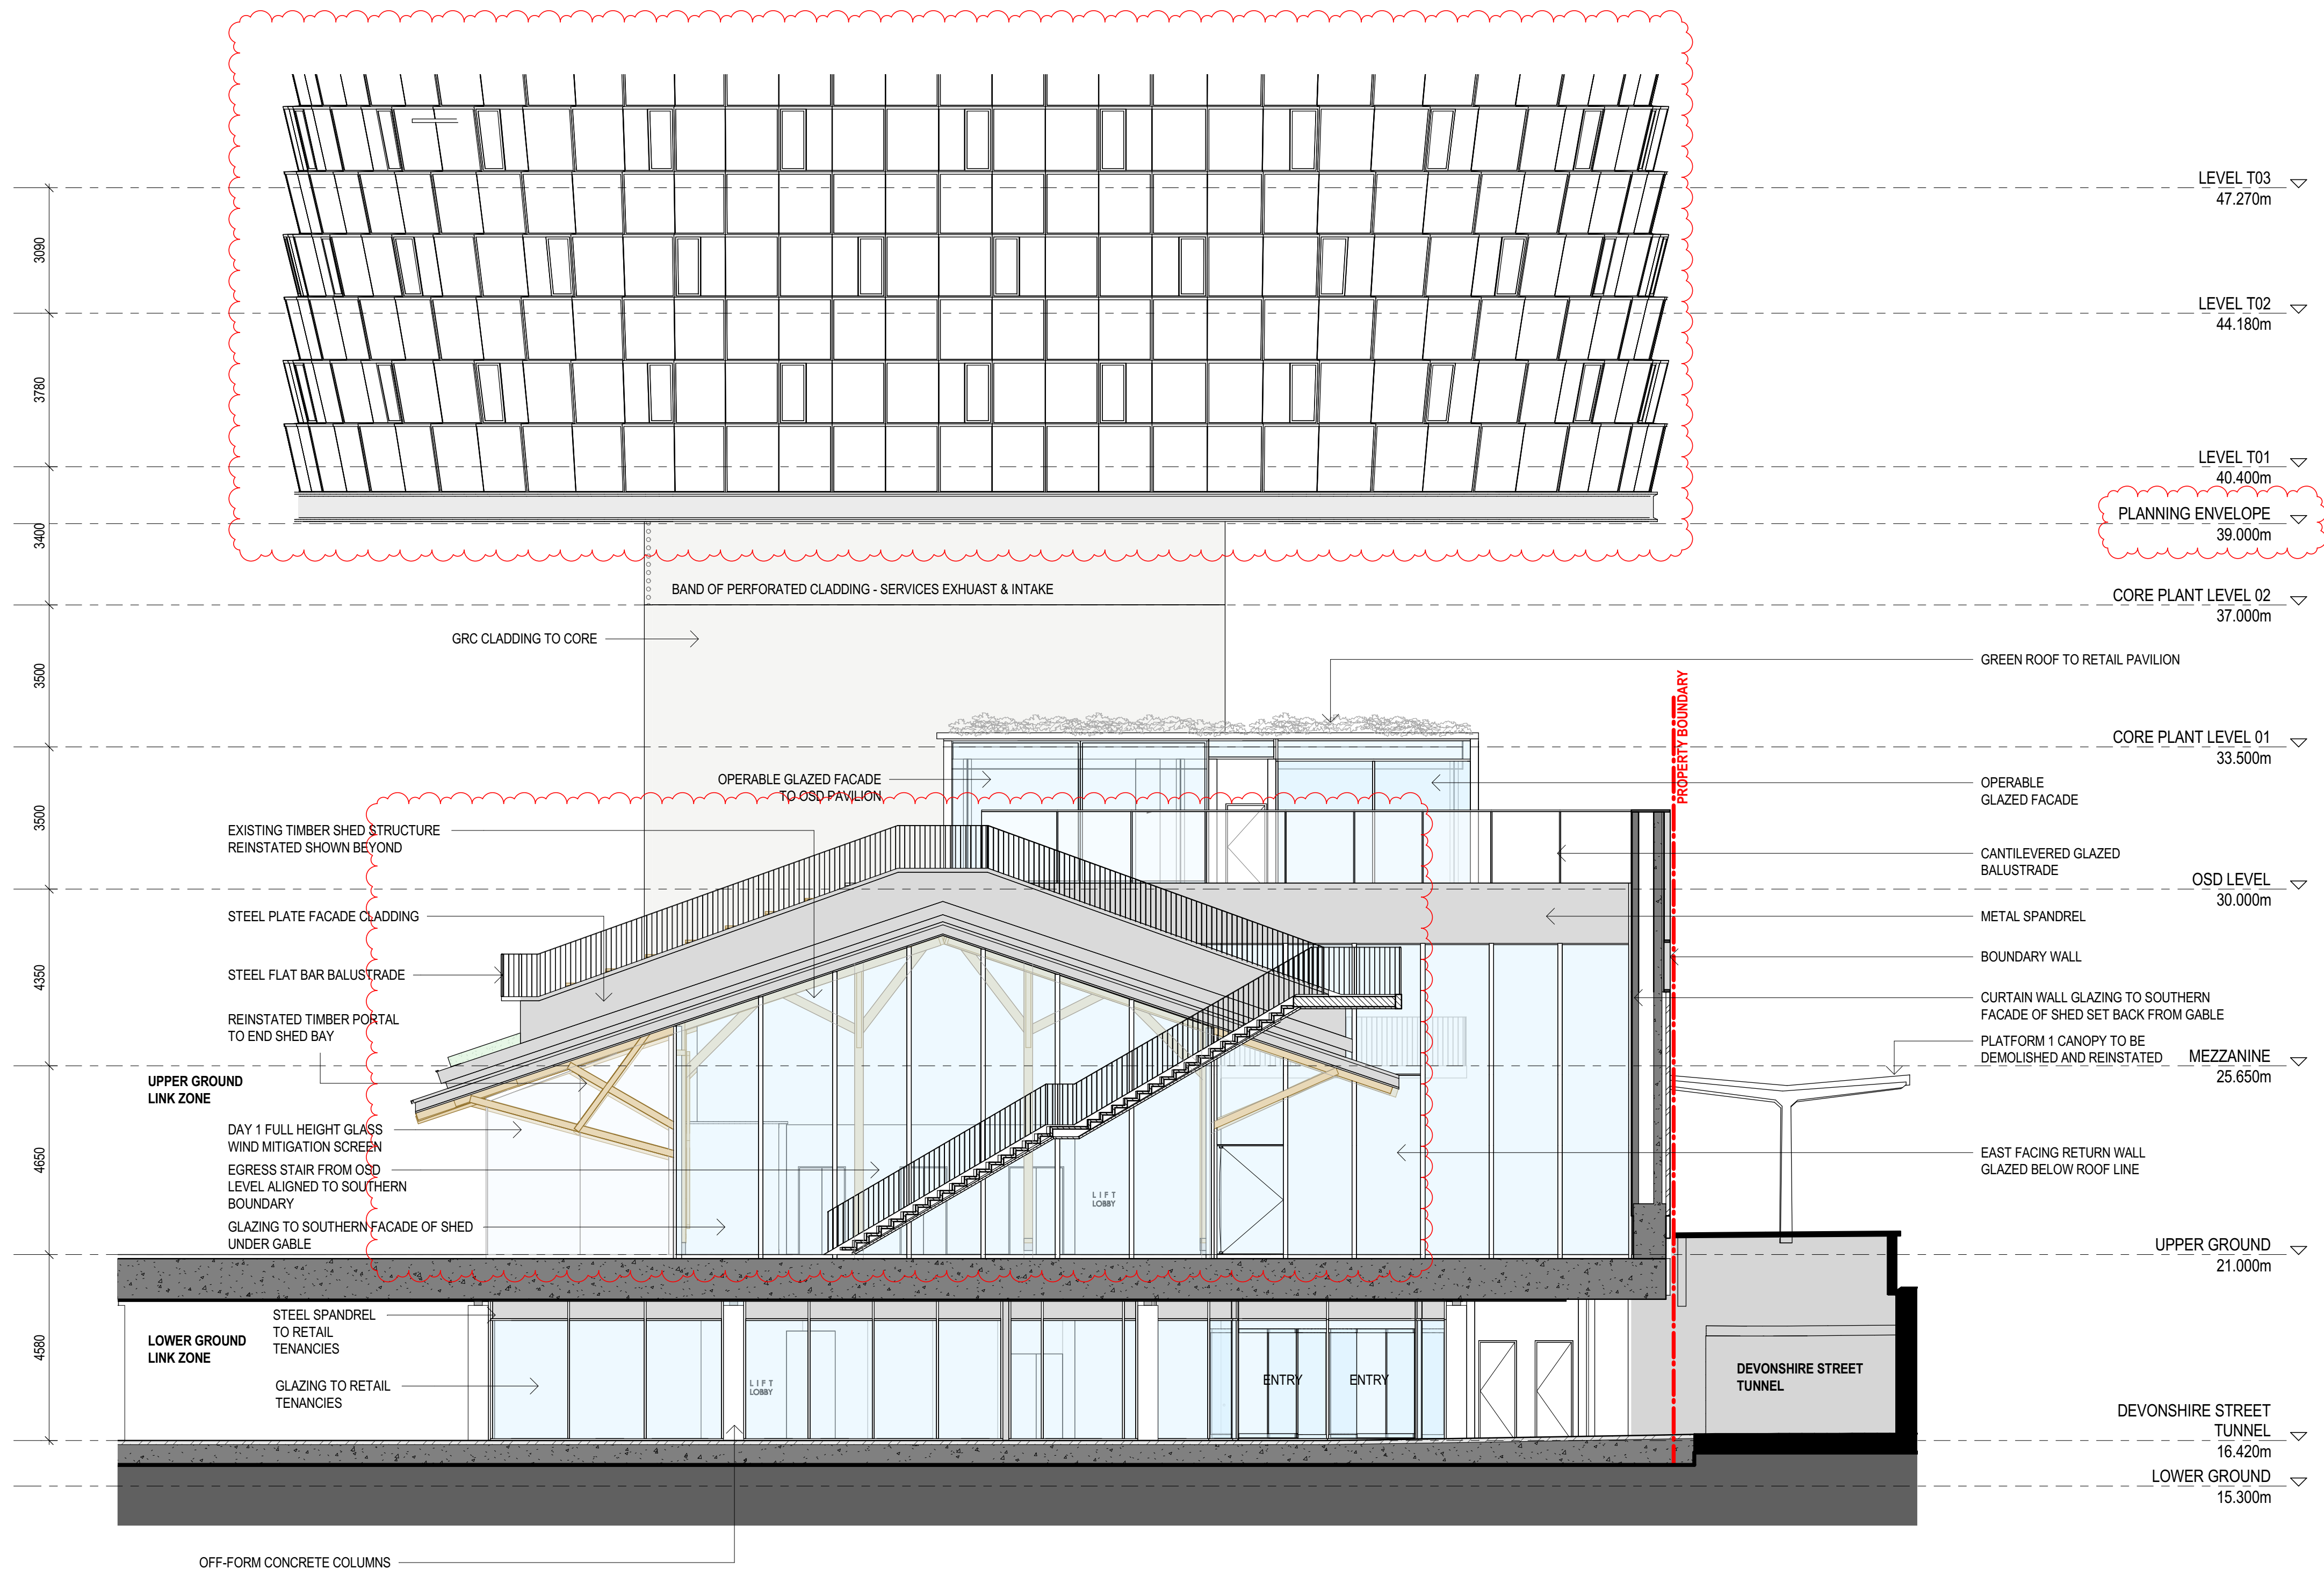 LEVEL T03
47.270m
3090
LEVEL T02
44.180m
3780
LEVEL T01
40.400m
PLANNING ENVELOPE
39.000m
3400
BAND OF PERFORATED CLADDING - SERVICES EXHUAST & INTAKE
CORE PLANT LEVEL 02
37.000m
GRC CLADDING TO CORE
GREEN ROOF TO RETAIL PAVILION
3500
PROPERTY BOUNDARY
CORE PLANT LEVEL 01
33.500m
OPERABLE GLAZED FACADE
TO OSD PAVILION
OPERABLE
GLAZED FACADE
3500
EXISTING TIMBER SHED STRUCTURE
REINSTATED SHOWN BEYOND
CANTILEVERED GLAZED
BALUSTRADE
OSD LEVEL
30.000m
STEEL PLATE FACADE CLADDING
METAL SPANDREL
STEEL FLAT BAR BALUSTRADE
BOUNDARY WALL
4350
REINSTATED TIMBER PORTAL
TO END SHED BAY
CURTAIN WALL GLAZING TO SOUTHERN
FACADE OF SHED SET BACK FROM GABLE
PLATFORM 1 CANOPY TO BE
DEMOLISHED AND REINSTATED
MEZZANINE
25.650m
UPPER GROUND
LINK ZONE
DAY 1 FULL HEIGHT GLASS
WIND MITIGATION SCREEN
EGRESS STAIR FROM OSD
LEVEL ALIGNED TO SOUTHERN
BOUNDARY
EAST FACING RETURN WALL
GLAZED BELOW ROOF LINE
4650
LIFT
LOBBY
GLAZING TO SOUTHERN FACADE OF SHED
UNDER GABLE
UPPER GROUND
21.000m
STEEL SPANDREL
TO RETAIL
TENANCIES
LOWER GROUND
LINK ZONE
4580
GLAZING TO RETAIL
TENANCIES
LIFT
LOBBY
ENTRY
ENTRY
DEVONSHIRE STREET
TUNNEL
DEVONSHIRE STREET
TUNNEL
16.420m
LOWER GROUND
15.300m
OFF-FORM CONCRETE COLUMNS